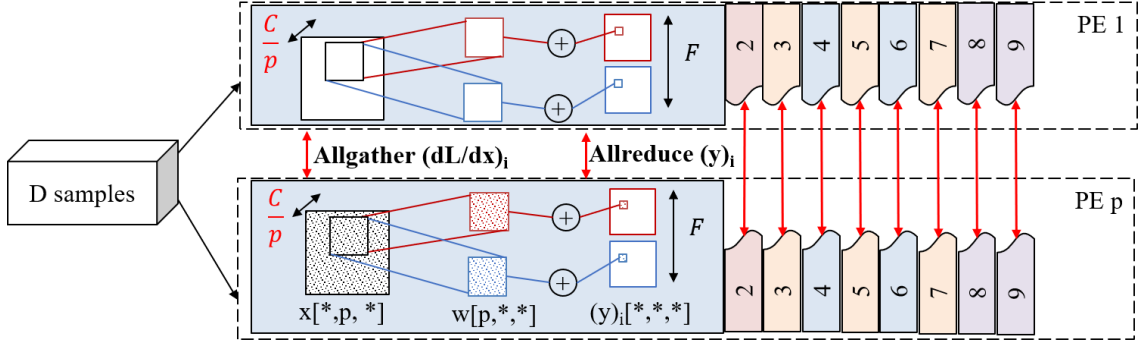 C
p
F
2
3
4
5
6
7
8
9
PE 1
Allgather (dL/dx)i
Allreduce (y)i
D samples
C
p
F
2
3
4
5
6
7
8
9
PE p
x[*,p, *]
w[p,*,*]
(y)i[*,*,*]